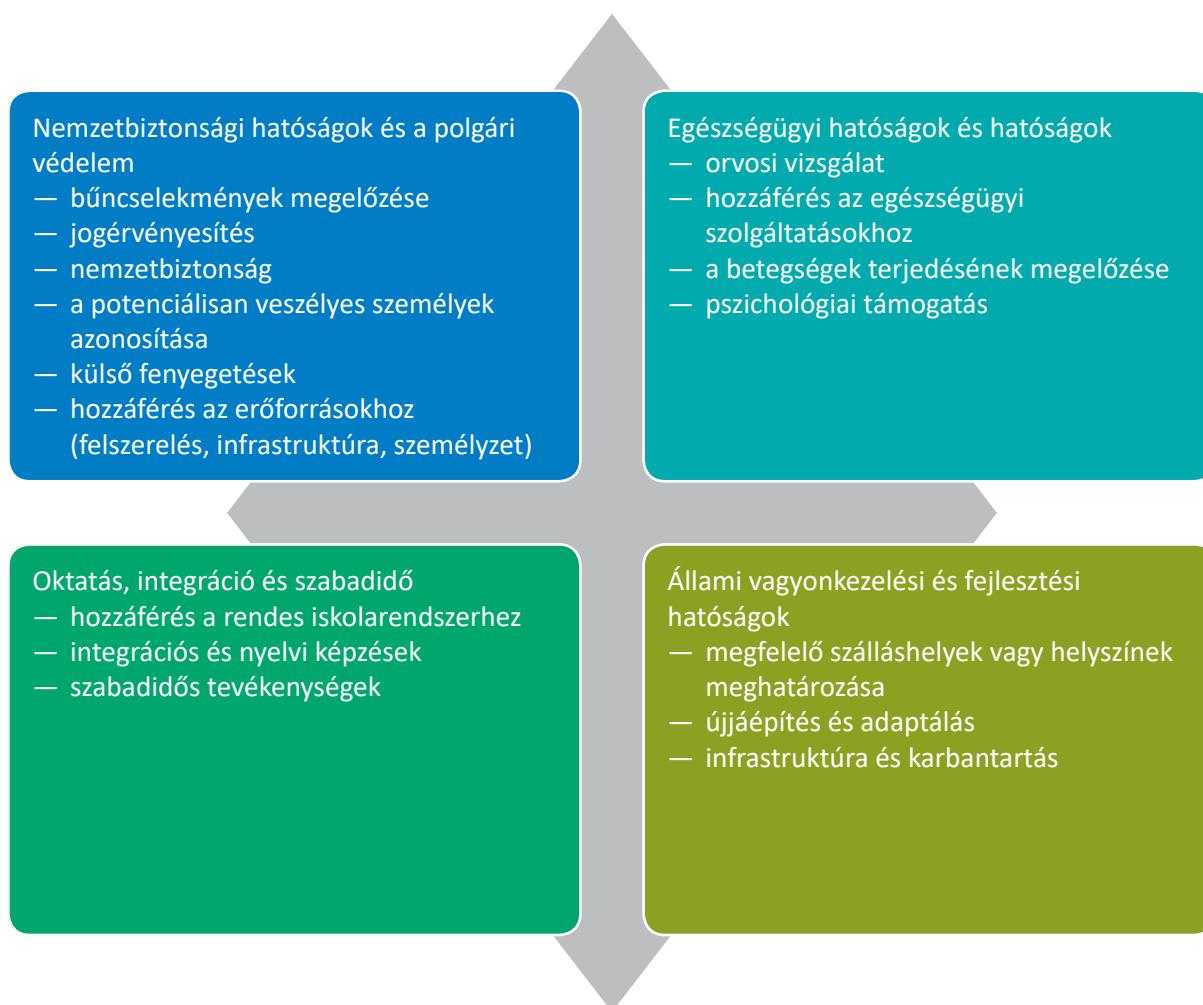 Nemzetbiztonsági hatóságok és a polgári
védelem
— bűncselekmények megelőzése
— jogérvényesítés
— nemzetbiztonság
— a potenciálisan veszélyes személyek
azonosítása
— külső fenyegetések
— hozzáférés az erőforrásokhoz
(felszerelés, infrastruktúra, személyzet)
Egészségügyi hatóságok és hatóságok
— orvosi vizsgálat
— hozzáférés az egészségügyi
szolgáltatásokhoz
— a betegségek terjedésének megelőzése
— pszichológiai támogatás
Oktatás, integráció és szabadidő
— hozzáférés a rendes iskolarendszerhez
— integrációs és nyelvi képzések
— szabadidős tevékenységek
Állami vagyonkezelési és fejlesztési
hatóságok
— megfelelő szálláshelyek vagy helyszínek
meghatározása
— újjáépítés és adaptálás
— infrastruktúra és karbantartás